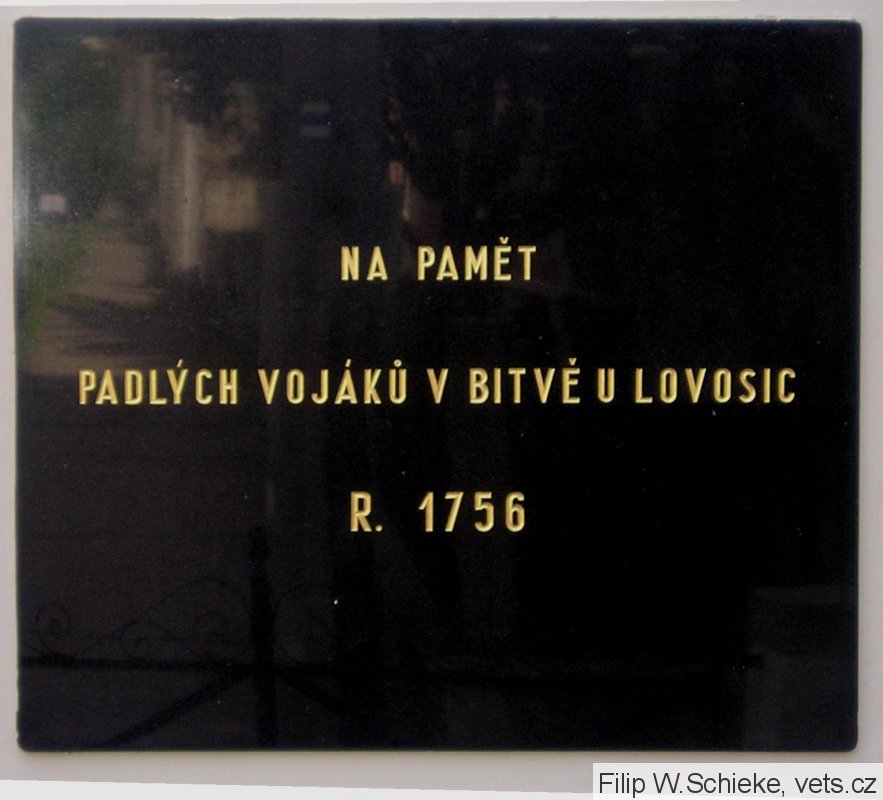 NA PAMĚT
PADLÝCH VOJÁKŮ V BITVĚ U LOVOSIC
R. 1756
Filip W.Schieke, vets.cz